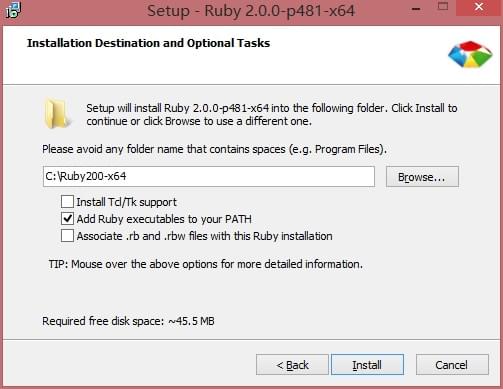 Setup - Ruby 2.0.0-p481-x64
Installation Destination and Optional Tasks
Setup will install Ruby 2.0.0-p481-x64 into the following folder. Click Install to
continue or click Browse to use a different one.
Please avoid any folder name that contains spaces (e.g. Program Files).
C:\Ruby200-x64
Browse...
Install Tcl/Tk support
Add Ruby executables to your PATH
Associate .rb and .rbw files with this Ruby installation
TIP: Mouse over the above options for more detailed information.
Required free disk space: ~45.5 MB
< Back
Install
Cancel